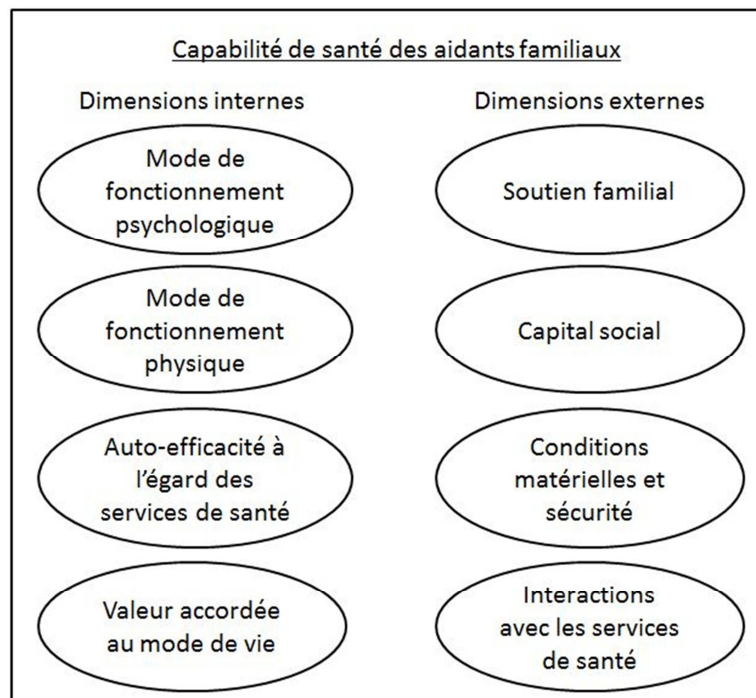 Capabilité de santé des aidants familiaux
Dimensions internes
Mode de
fonctionnement
psychologique
Mode de
fonctionnement
physique
Auto-efficacité à
l'égard des
services de santé
Valeur accordée
au mode de vie
Dimensions externes
Soutien familial
Capital social
Conditions
matérielles et
sécurité
Interactions
avec les services
de santé